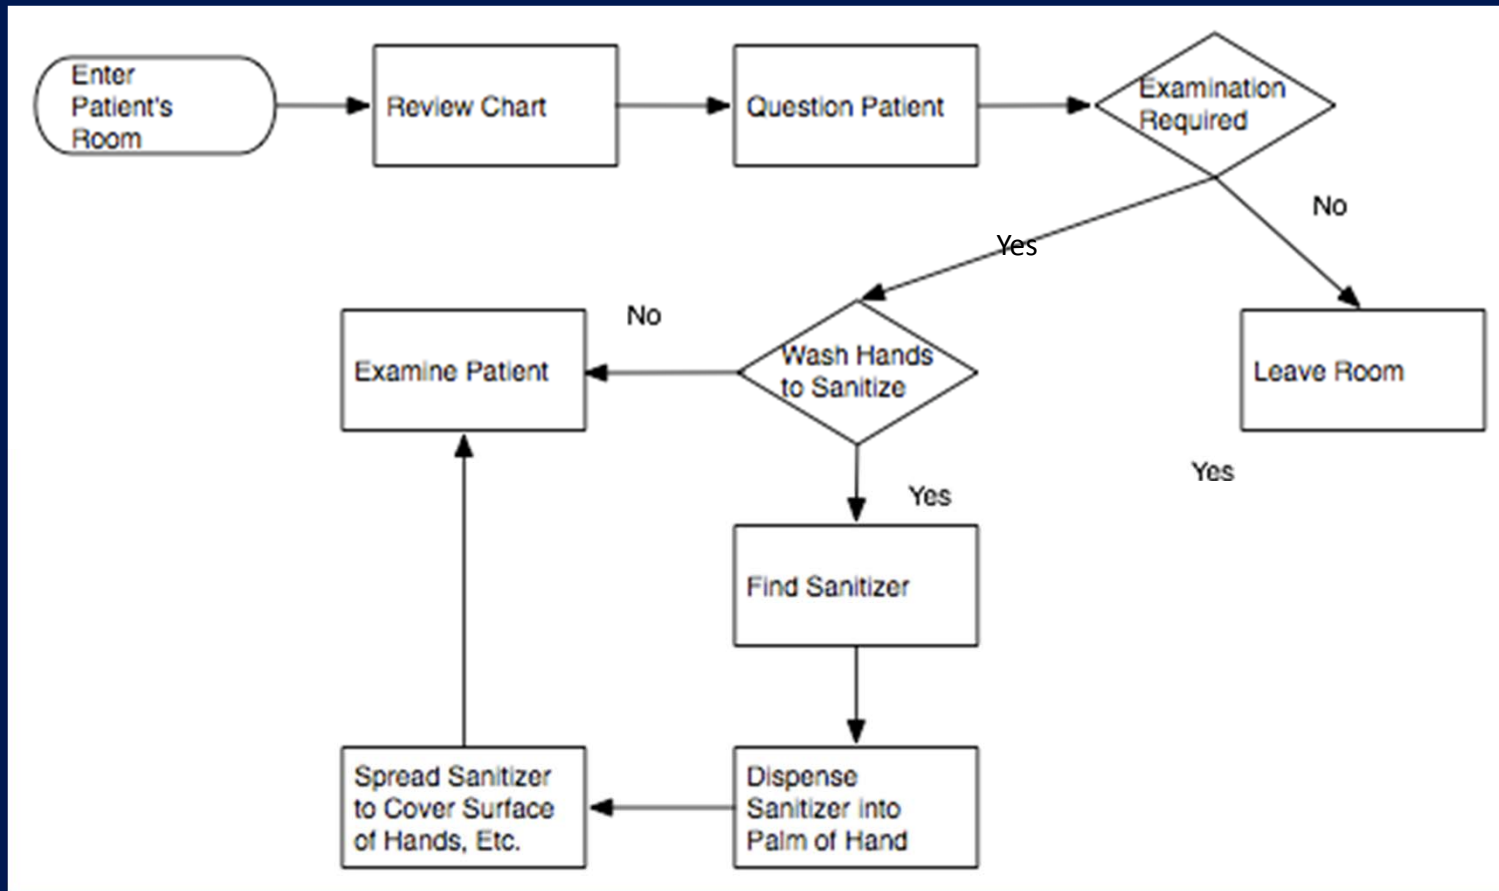 Enter
Patient's
Room
Review Chart
Question Patient
Examination
Required
No
Yes
No
Examine Patient
Wash Hands
to Sanitize
Leave Room
Yes
Yes
Find Sanitizer
Spread Sanitizer
to Cover Surface
of Hands, Etc.
Dispense
Sanitizer into
Palm of Hand